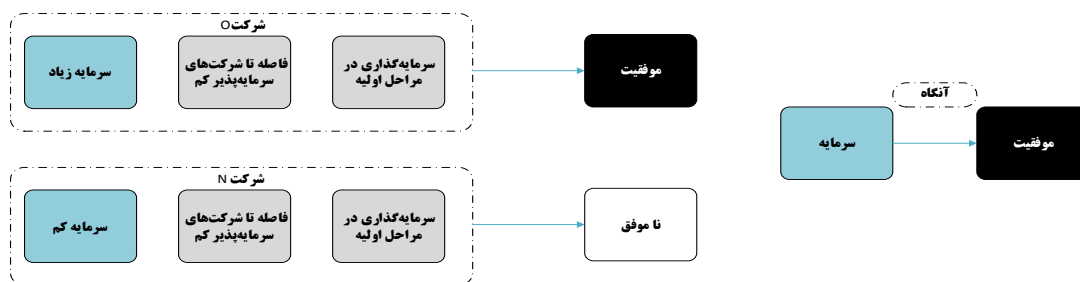 شرکت O
سرمایه زیاد
فاصله تا شرکت‌های
سرمایه‌پذیر کم
سرمایه‌گذاری در
مراحل اولیه
موفقیت
شرکت N
سرمایه کم
فاصله تا شرکت‌های
سرمایه‌پذیر کم
سرمایه‌گذاری در
مراحل اولیه
نا موفق
آنگاه
سرمایه
موفقیت